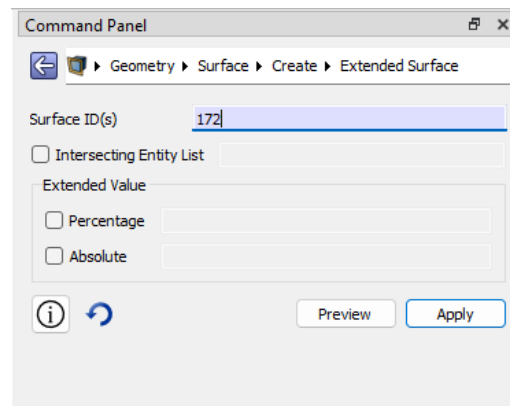 Command Panel
Geometry Surface Create Extended Surface
Surface ID(s) 172
Intersecting Entity List
Extended Value
Percentage
Absolute
Preview Apply